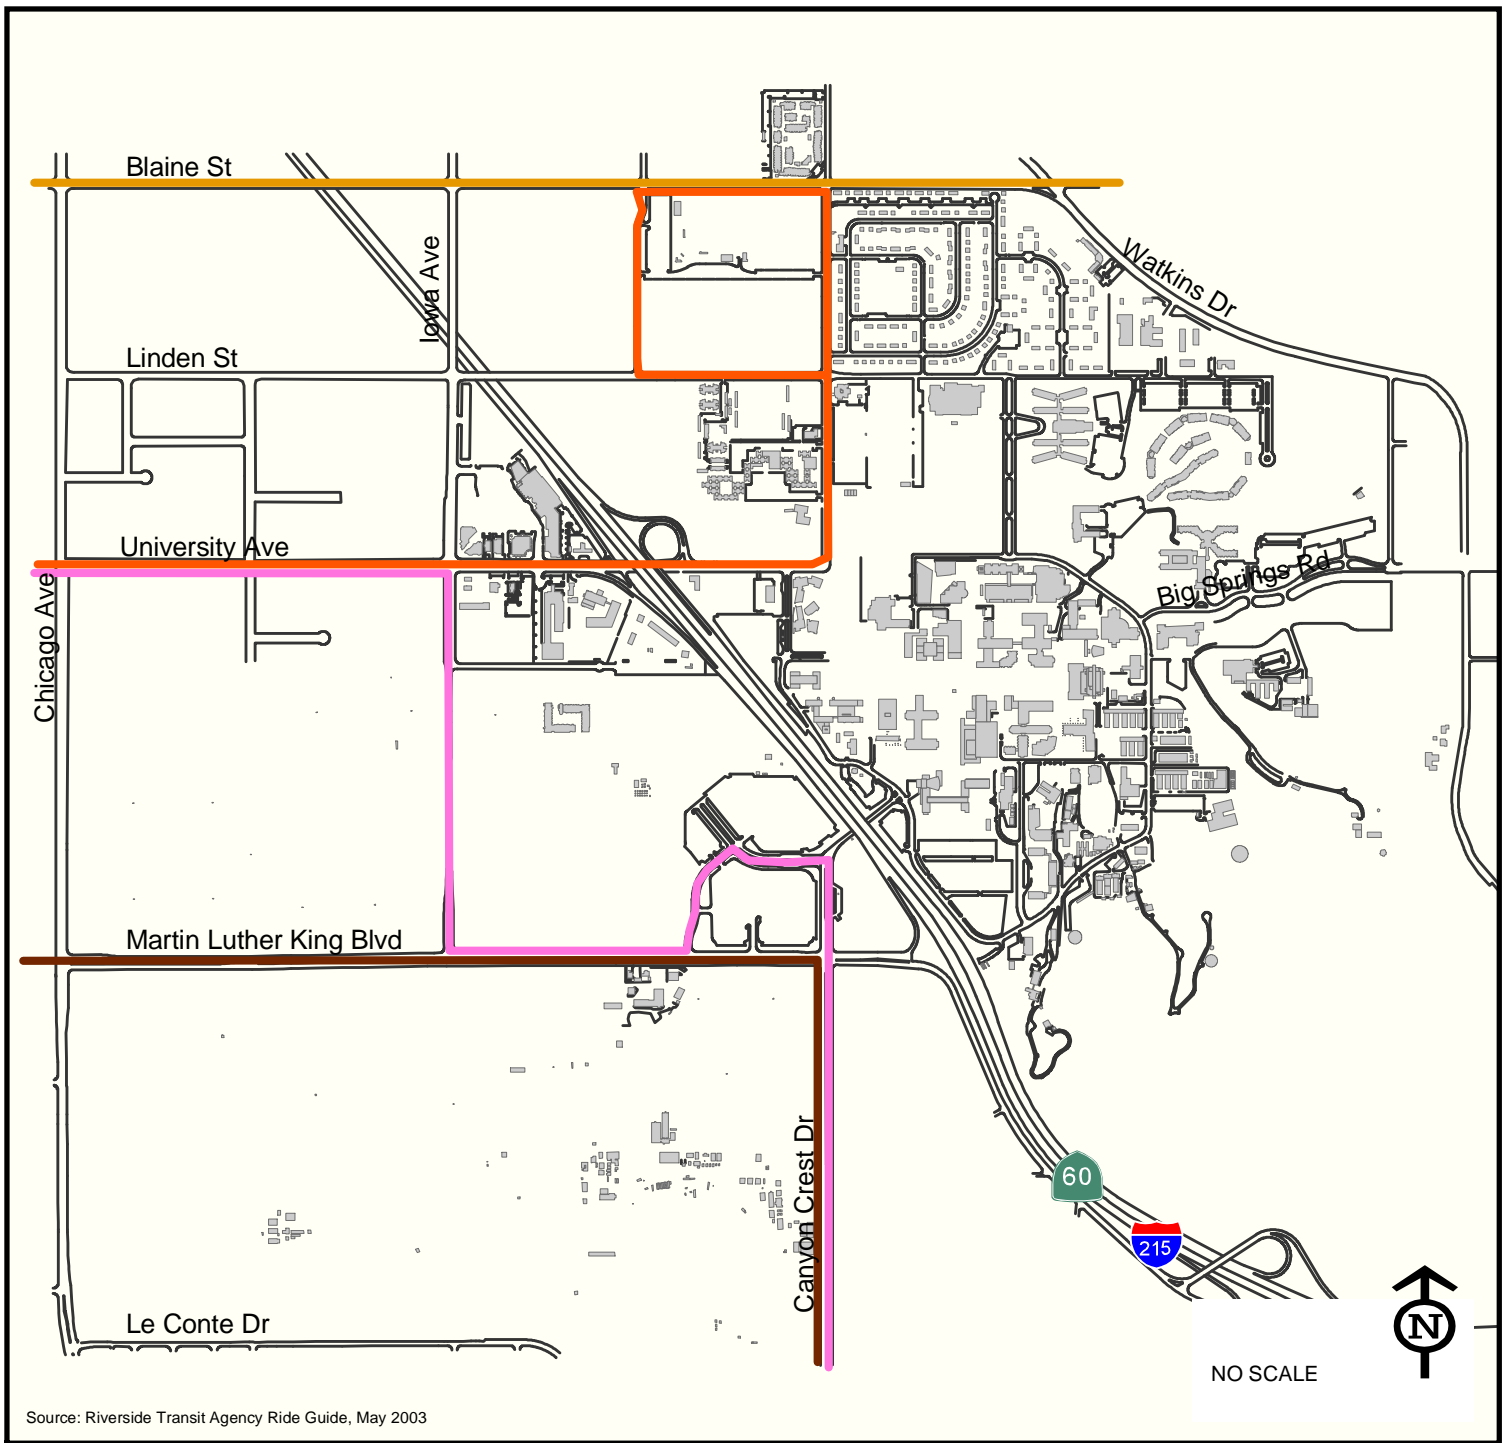 Blaine St
Iowa Ave
Watkins Dr
Linden St
University Ave
Big Springs Rd
Chicago Ave
Martin Luther King Blvd
Canyon Crest Dr
60
215
Le Conte Dr
N
NO SCALE
Source: Riverside Transit Agency Ride Guide, May 2003